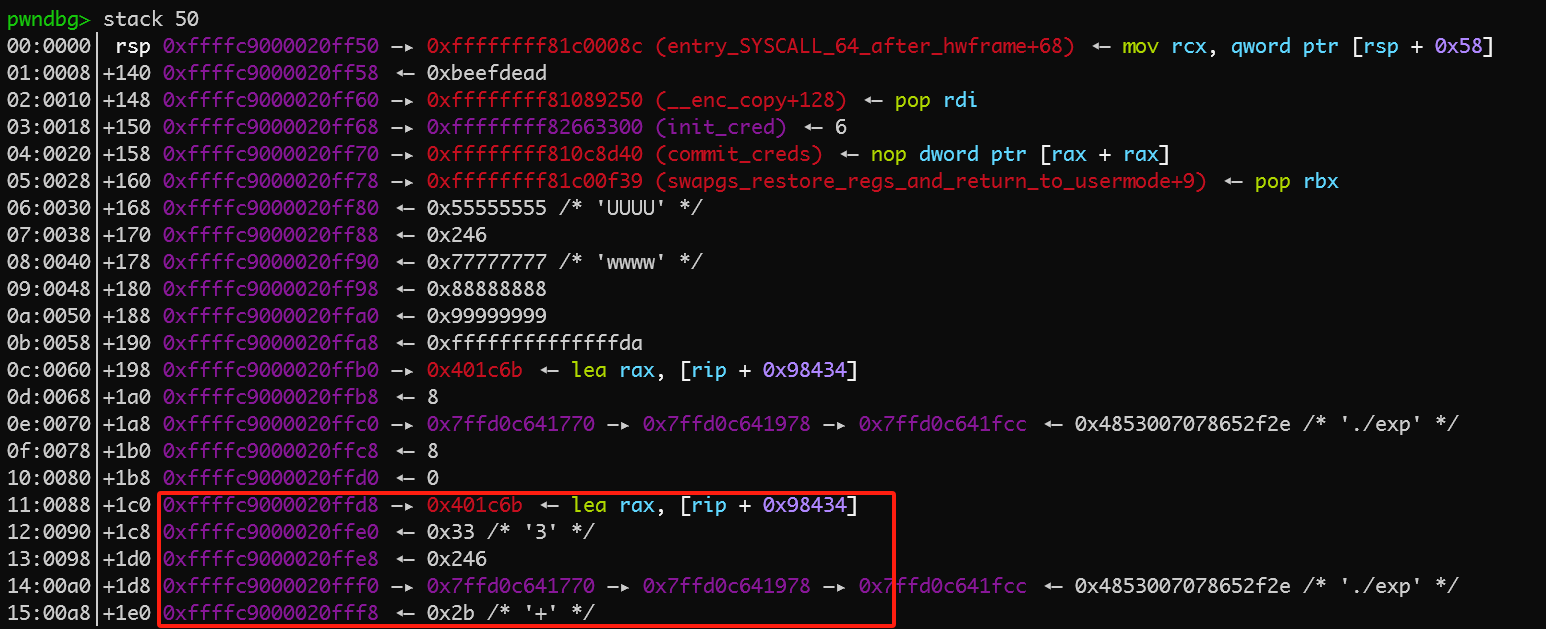 pwndbg> stack 50
00:0000│ rsp 0xffffc9000020ff50 —▸ 0xffffffff81c0008c (entry_SYSCALL_64_after_hwframe+68) ◂— mov rcx, qword ptr [rsp + 0x58]
01:0008│+140 0xffffc9000020ff58 ◂— 0xbeefdead
02:0010│+148 0xffffc9000020ff60 —▸ 0xffffffff81089250 (__enc_copy+128) ◂— pop rdi
03:0018│+150 0xffffc9000020ff68 —▸ 0xffffffff82663300 (init_cred) ◂— 6
04:0020│+158 0xffffc9000020ff70 —▸ 0xffffffff810c8d40 (commit_creds) ◂— nop dword ptr [rax + rax]
05:0028│+160 0xffffc9000020ff78 —▸ 0xffffffff81c00f39 (swapgs_restore_regs_and_return_to_usermode+9) ◂— pop rbx
06:0030│+168 0xffffc9000020ff80 ◂— 0x55555555 /* 'UUUU' */
07:0038│+170 0xffffc9000020ff88 ◂— 0x246
08:0040│+178 0xffffc9000020ff90 ◂— 0x77777777 /* 'wwww' */
09:0048│+180 0xffffc9000020ff98 ◂— 0x88888888
0a:0050│+188 0xffffc9000020ffa0 ◂— 0x99999999
0b:0058│+190 0xffffc9000020ffa8 ◂— 0xffffffffffffffda
0c:0060│+198 0xffffc9000020ffb0 —▸ 0x401c6b ◂— lea rax, [rip + 0x98434]
0d:0068│+1a0 0xffffc9000020ffb8 ◂— 8
0e:0070│+1a8 0xffffc9000020ffc0 —▸ 0x7ffd0c641770 —▸ 0x7ffd0c641978 —▸ 0x7ffd0c641fcc ◂— 0x4853007078652f2e /* './exp' */
0f:0078│+1b0 0xffffc9000020ffc8 ◂— 8
10:0080│+1b8 0xffffc9000020ffd0 ◂— 0
11:0088│+1c0 0xffffc9000020ffd8 —▸ 0x401c6b ◂— lea rax, [rip + 0x98434]
12:0090│+1c8 0xffffc9000020ffe0 ◂— 0x33 /* '3' */
13:0098│+1d0 0xffffc9000020ffe8 ◂— 0x246
14:00a0│+1d8 0xffffc9000020fff0 —▸ 0x7ffd0c641770 —▸ 0x7ffd0c641978 —▸ 0x7ffd0c641fcc ◂— 0x4853007078652f2e /* './exp' */
15:00a8│+1e0 0xffffc9000020fff8 ◂— 0x2b /* '+' */